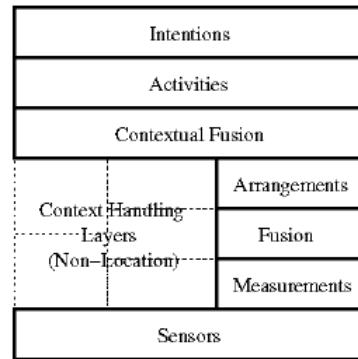 Intentions
Activities
Contextual Fusion
Arrangements
Context Handling
Layers
(Non-Location)
Fusion
Measurements
Sensors